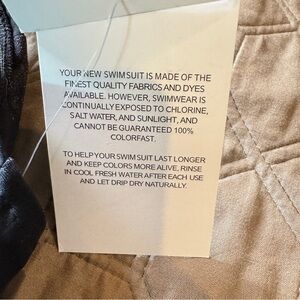 YOUR NEW SWIMSUIT IS MADE OF THE
FINEST QUALITY FABRICS AND DYES
AVAILABLE. HOWEVER, SWIMWEAR IS
CONTINUALLY EXPOSED TO CHLORINE,
SALT WATER, AND SUNLIGHT, AND
CANNOT BE GUARANTEED 100%
COLORFAST.
TO HELP YOUR SWIM SUIT LAST LONGER
AND KEEP COLORS MORE ALIVE, RINSE
IN COOL FRESH WATER AFTER EACH USE
AND LET DRIP DRY NATURALLY.